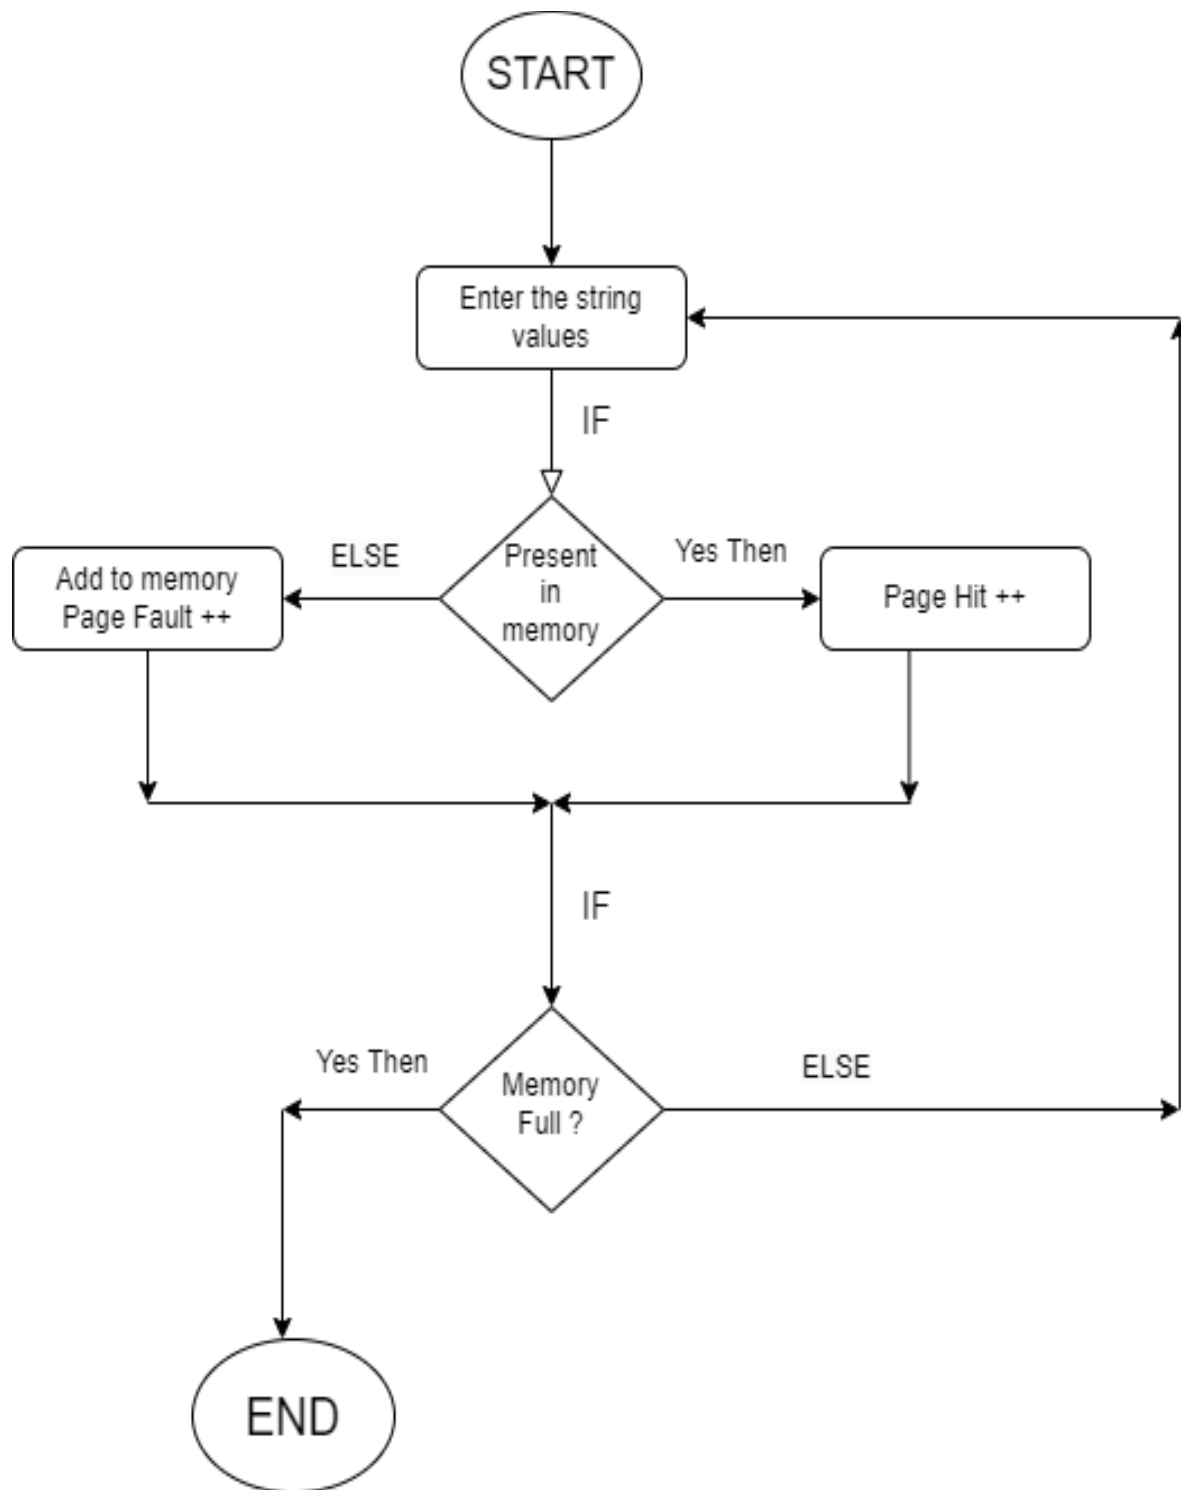 START
Enter the string
values
IF
ELSE
Present
in
memory
Yes Then
Add to memory
Page Fault ++
Page Hit ++
IF
Yes Then
Memory
Full ?
ELSE
END